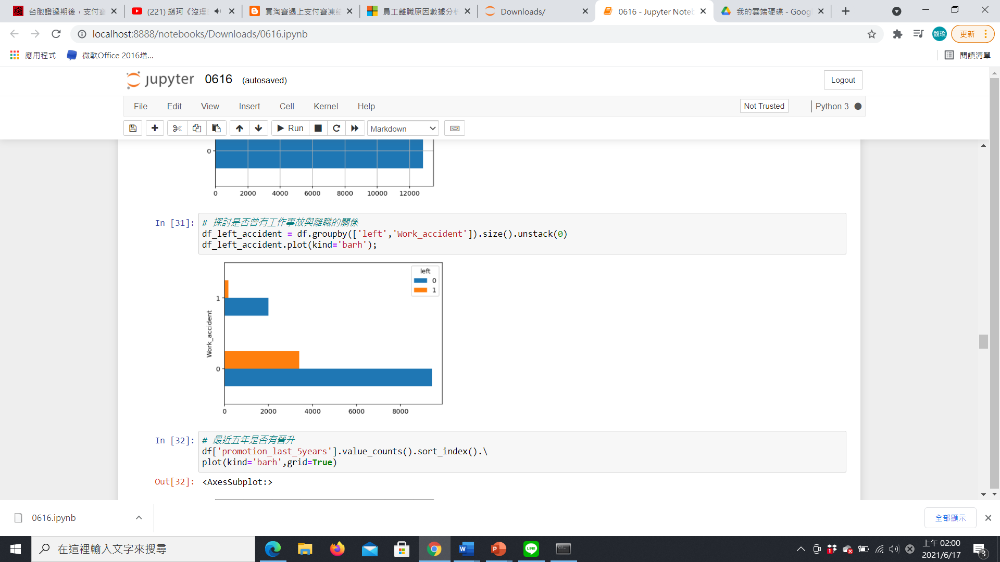 台胞證過期後，支付寶
(221) 趙珂《沒理
買淘寶遇上支付寶凍結
員工離職原因數據分析
Downloads/
0616 - Jupyter Noteb
我的雲端硬碟 - Goog
localhost:8888/notebooks/Downloads/0616.ipynb
馥瑜
更新
應用程式
微軟Office 2016增...
閱讀清單
jupyter 0616 (autosaved)
Logout
File Edit View Insert Cell Kernel Help
Not Trusted
Python 3
Run
Markdown
0
0 2000 4000 6000 8000 10000 12000
In [31]:
# 探討是否曾有工作事故與離職的關係
df_left_accident = df.groupby(['left','Work_accident']).size().unstack(0)
df_left_accident.plot(kind='barh');
left
0
1
1
0
Work_accident
0 2000 4000 6000 8000
In [32]:
# 最近五年是否有晉升
df['promotion_last_5years'].value_counts().sort_index().\
plot(kind='barh',grid=True)
Out[32]: <AxesSubplot:>
0616.ipynb
全部顯示
在這裡輸入文字來搜尋
W
P
LINE
1
上午 02:00
2021/6/17
3